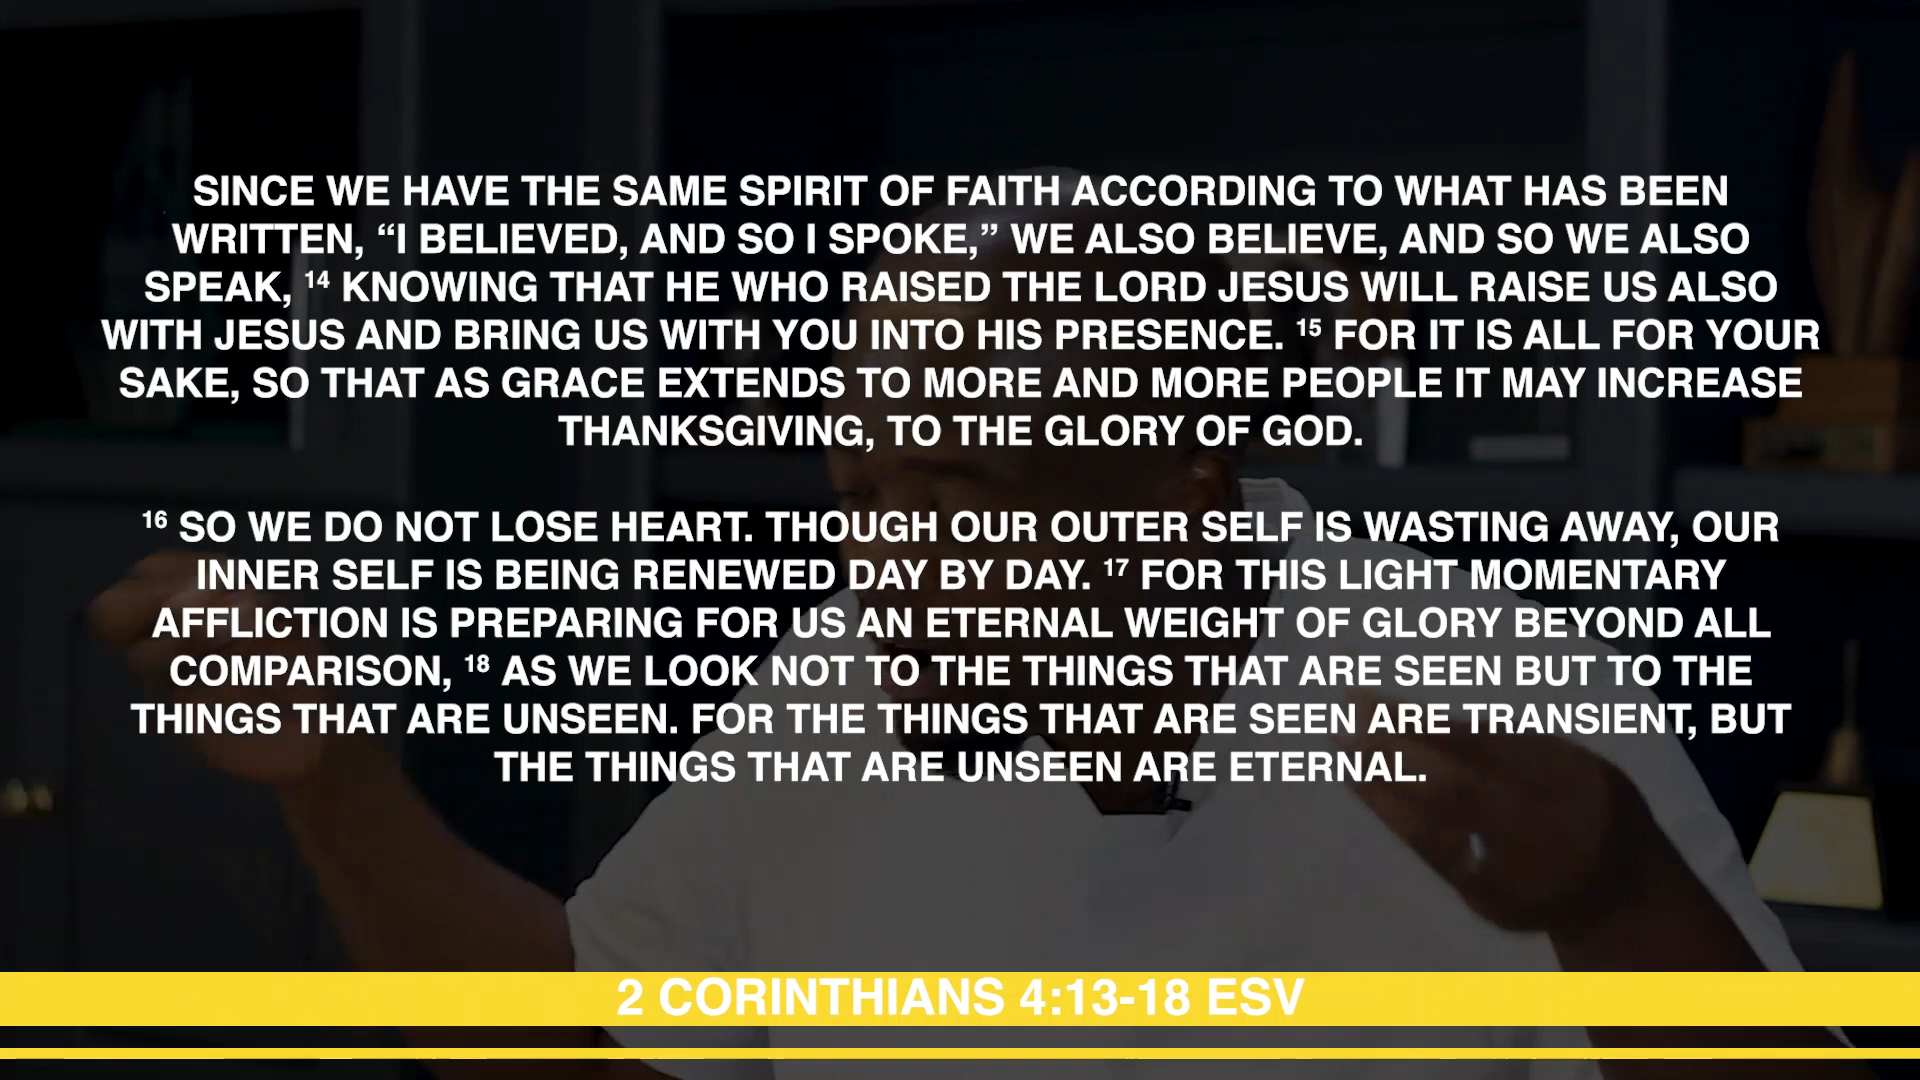 SINCE WE HAVE THE SAME SPIRIT OF FAITH ACCORDING TO WHAT HAS BEEN
WRITTEN, “I BELIEVED, AND SO I SPOKE,” WE ALSO BELIEVE, AND SO WE ALSO
SPEAK, ¹⁴ KNOWING THAT HE WHO RAISED THE LORD JESUS WILL RAISE US ALSO
WITH JESUS AND BRING US WITH YOU INTO HIS PRESENCE. ¹⁵ FOR IT IS ALL FOR YOUR
SAKE, SO THAT AS GRACE EXTENDS TO MORE AND MORE PEOPLE IT MAY INCREASE
THANKSGIVING, TO THE GLORY OF GOD.
¹⁶ SO WE DO NOT LOSE HEART. THOUGH OUR OUTER SELF IS WASTING AWAY, OUR
INNER SELF IS BEING RENEWED DAY BY DAY. ¹⁷ FOR THIS LIGHT MOMENTARY
AFFLICTION IS PREPARING FOR US AN ETERNAL WEIGHT OF GLORY BEYOND ALL
COMPARISON, ¹⁸ AS WE LOOK NOT TO THE THINGS THAT ARE SEEN BUT TO THE
THINGS THAT ARE UNSEEN. FOR THE THINGS THAT ARE SEEN ARE TRANSIENT, BUT
THE THINGS THAT ARE UNSEEN ARE ETERNAL.
2 CORINTHIANS 4:13-18 ESV